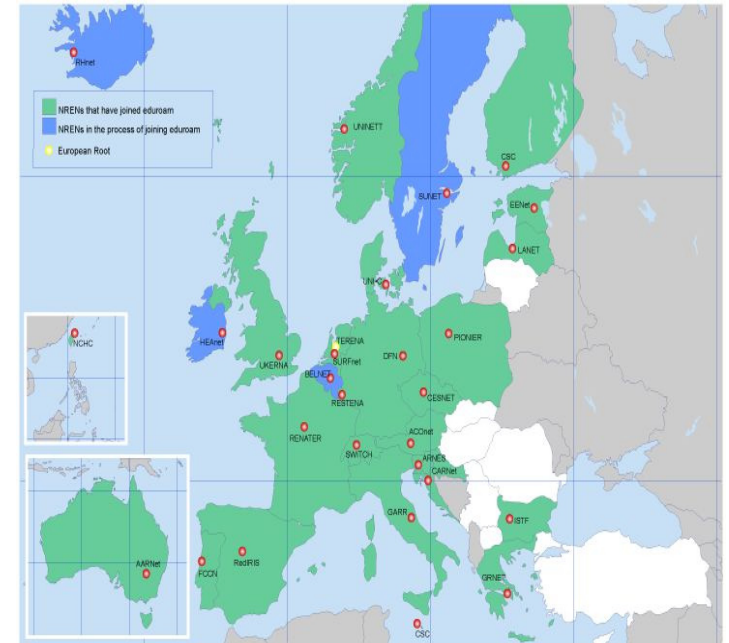 RHnet
NRENs that have joined eduroam
NRENs in the process of joining eduroam
European Root
UNINETT
CSC
SUNET
EENet
LANET
UNI-C
HEAnet
UKERNA
TERENA
SURFnet
BELNET
RESTENA
DFN
PIONIER
CESNET
NCHC
RENATER
SWITCH
ACOnet
ARNES
CARNet
GARR
ISTF
AARNet
FCCN
RedIRIS
GRNET
CSC